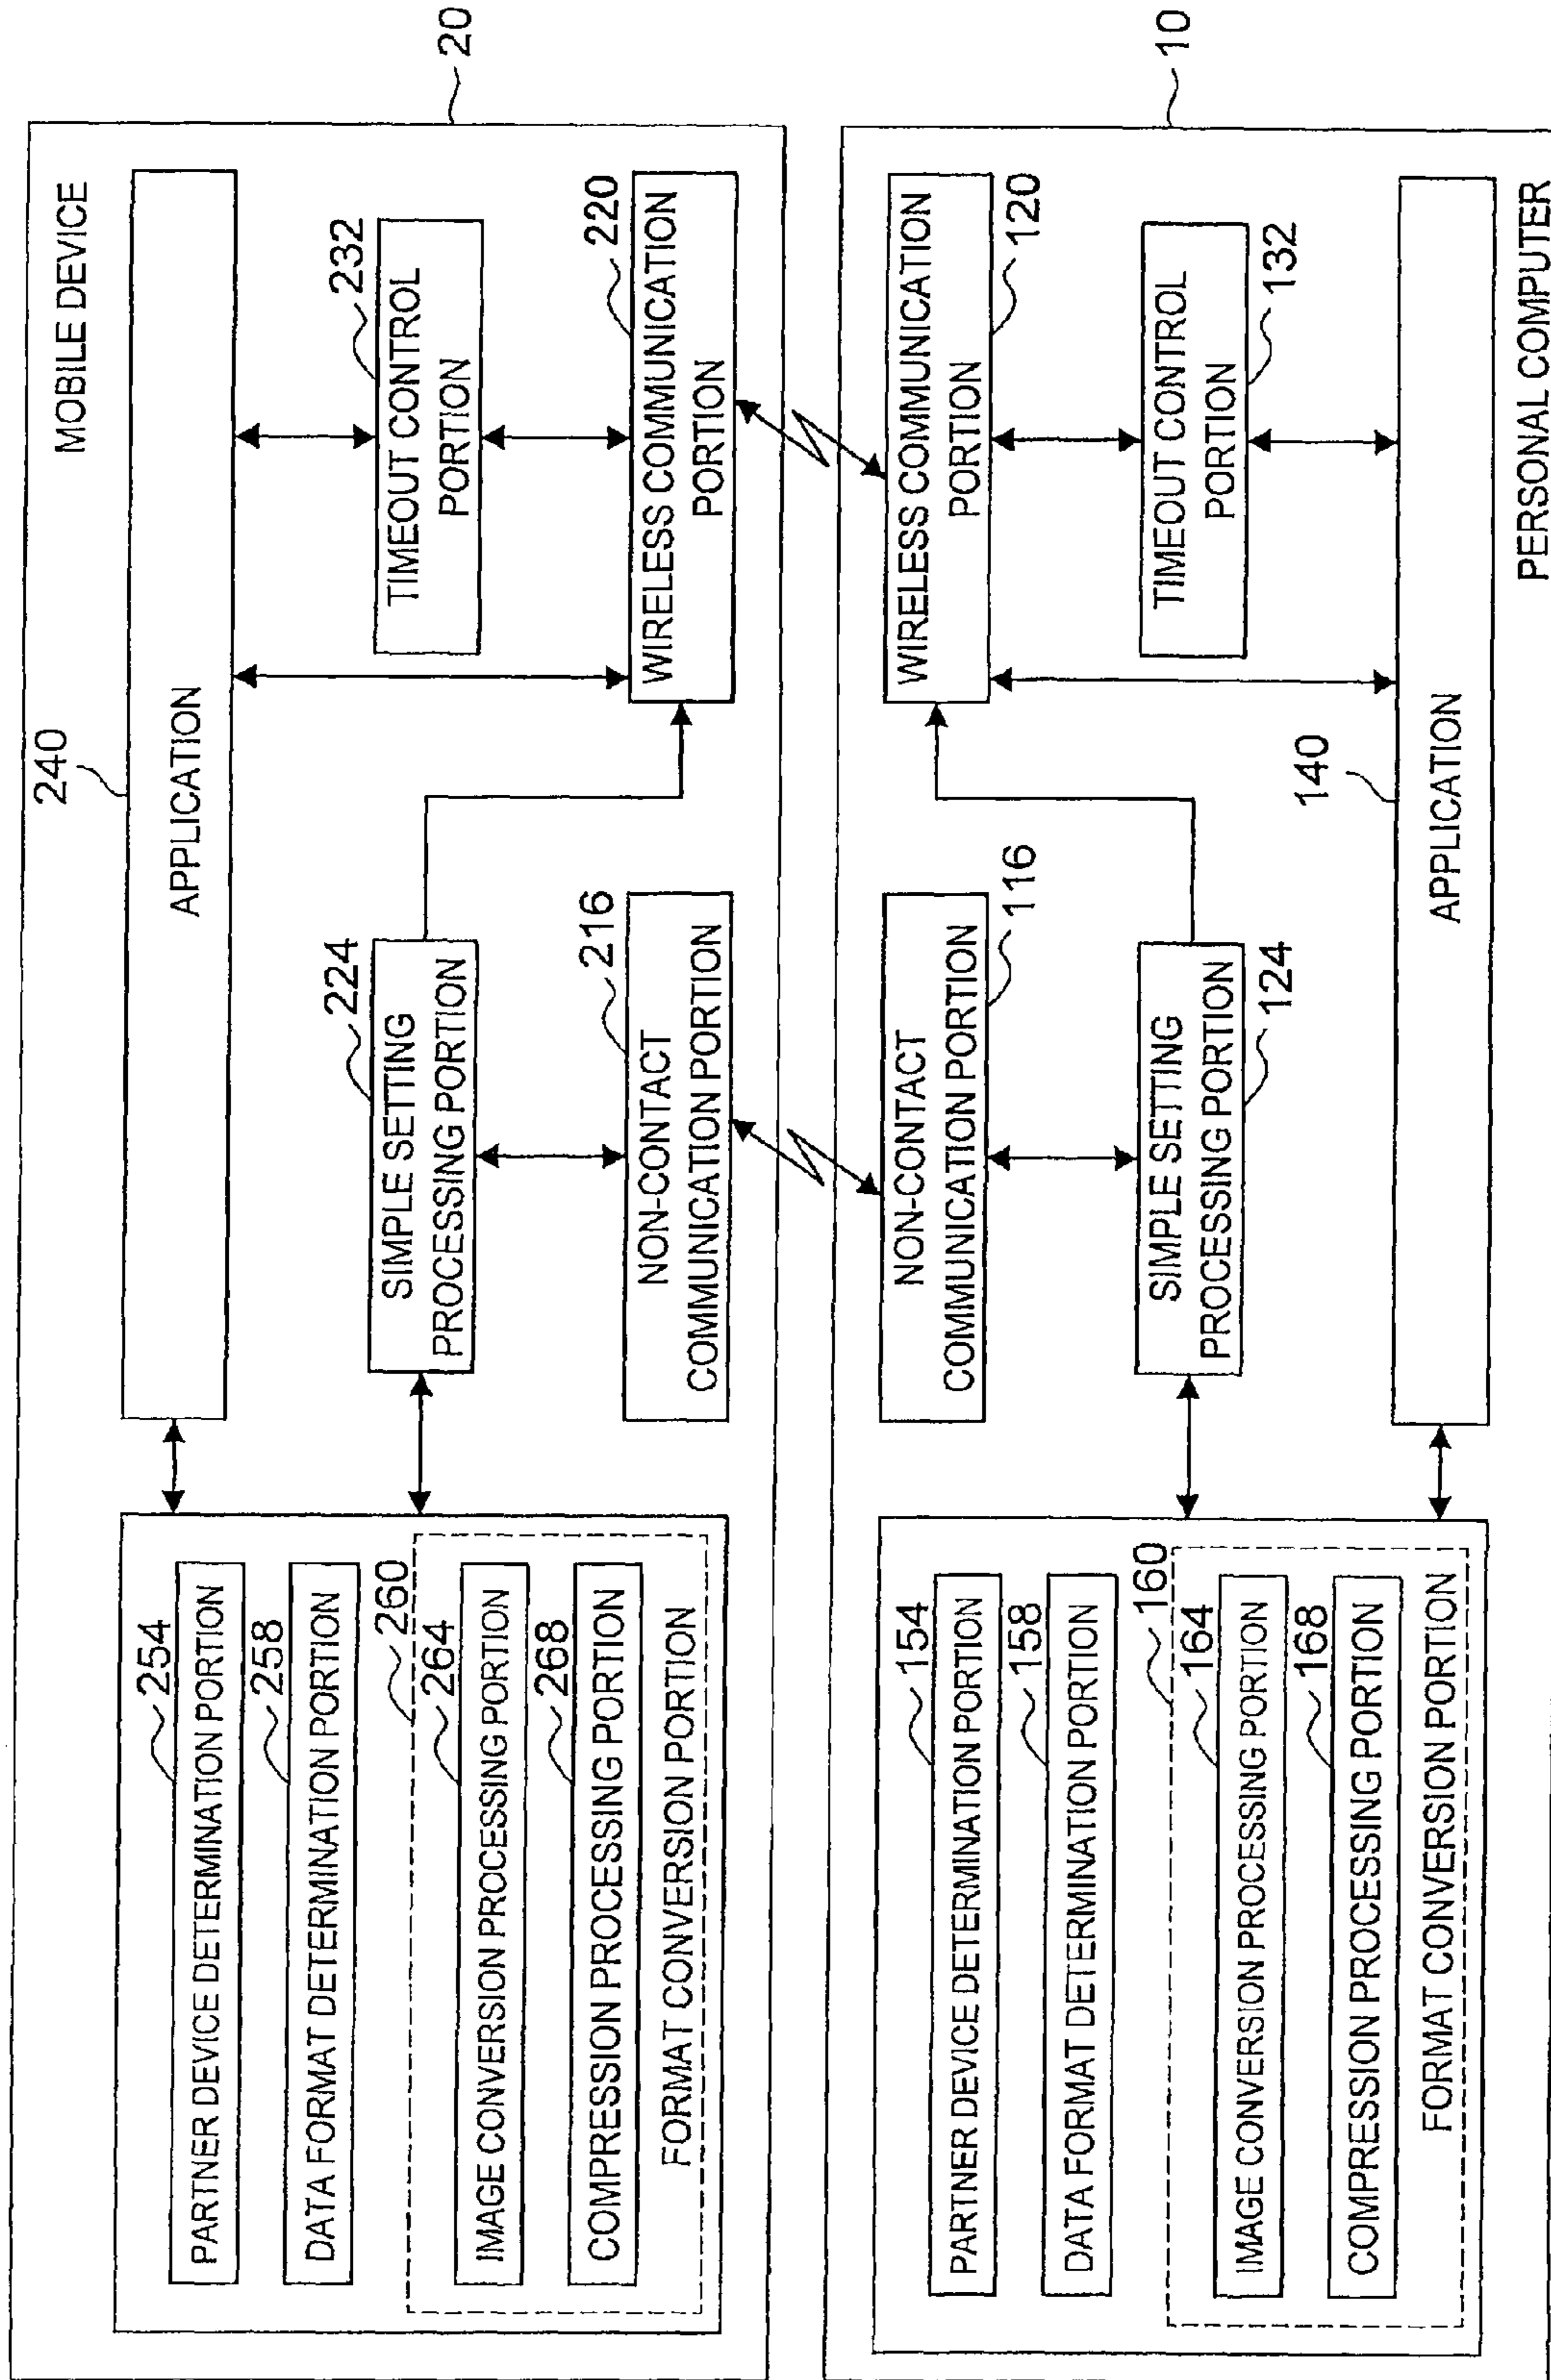 MOBILE DEVICE
20
240
APPLICATION
254
PARTNER DEVICE DETERMINATION PORTION
258
DATA FORMAT DETERMINATION PORTION
260
264
IMAGE CONVERSION PROCESSING PORTION
268
COMPRESSION PROCESSING PORTION
FORMAT CONVERSION PORTION
224
SIMPLE SETTING
PROCESSING PORTION
232
TIMEOUT CONTROL
PORTION
216
NON-CONTACT
COMMUNICATION PORTION
220
WIRELESS COMMUNICATION
PORTION
10
154
PARTNER DEVICE DETERMINATION PORTION
158
DATA FORMAT DETERMINATION PORTION
160
164
IMAGE CONVERSION PROCESSING PORTION
168
COMPRESSION PROCESSING PORTION
FORMAT CONVERSION PORTION
NON-CONTACT
COMMUNICATION PORTION
116
WIRELESS COMMUNICATION
PORTION
120
SIMPLE SETTING
PROCESSING PORTION
124
TIMEOUT CONTROL
PORTION
132
140
APPLICATION
PERSONAL COMPUTER